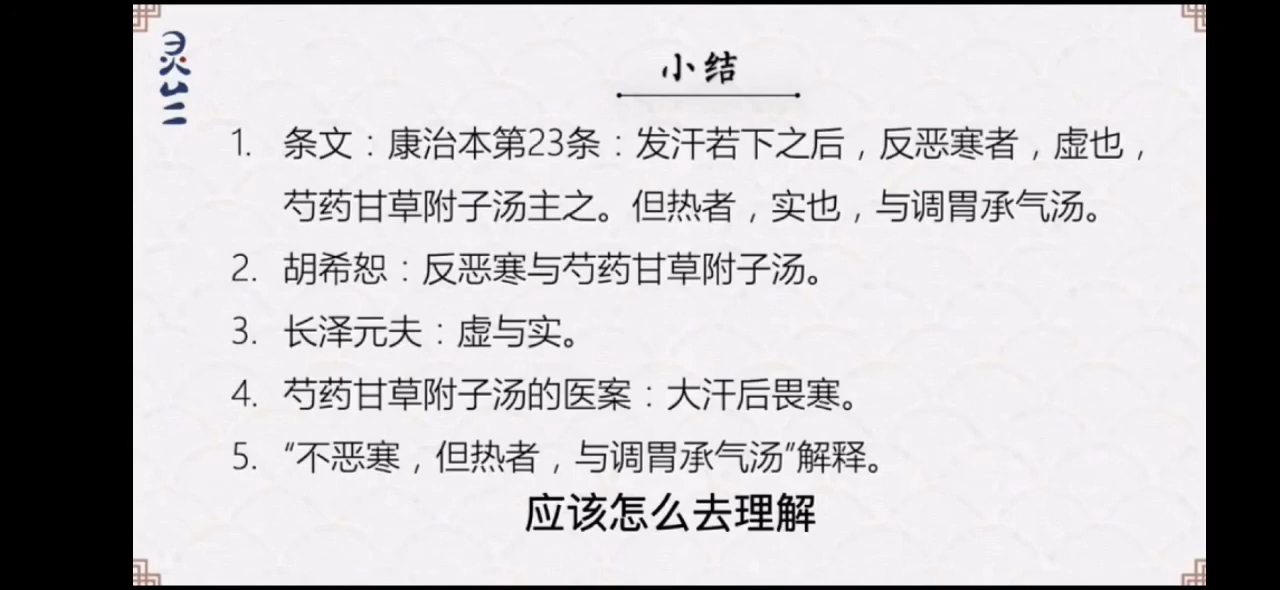 灵兰
小结
1. 条文：康治本第23条：发汗若下之后，反恶寒者，虚也，
芍药甘草附子汤主之。但热者，实也，与调胃承气汤。
2. 胡希恕：反恶寒与芍药甘草附子汤。
3. 长泽元夫：虚与实。
4. 芍药甘草附子汤的医案：大汗后畏寒。
5. “不恶寒，但热者，与调胃承气汤”解释。
应该怎么去理解